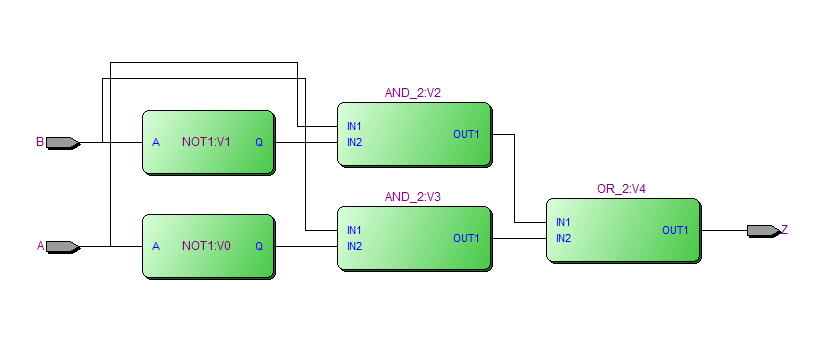 AND_2:V2
B
A NOT1:V1 Q
IN1
IN2
OUT1
AND_2:V3
OR_2:V4
A
A NOT1:V0 Q
IN1
IN2
OUT1
IN1
IN2
OUT1
Z